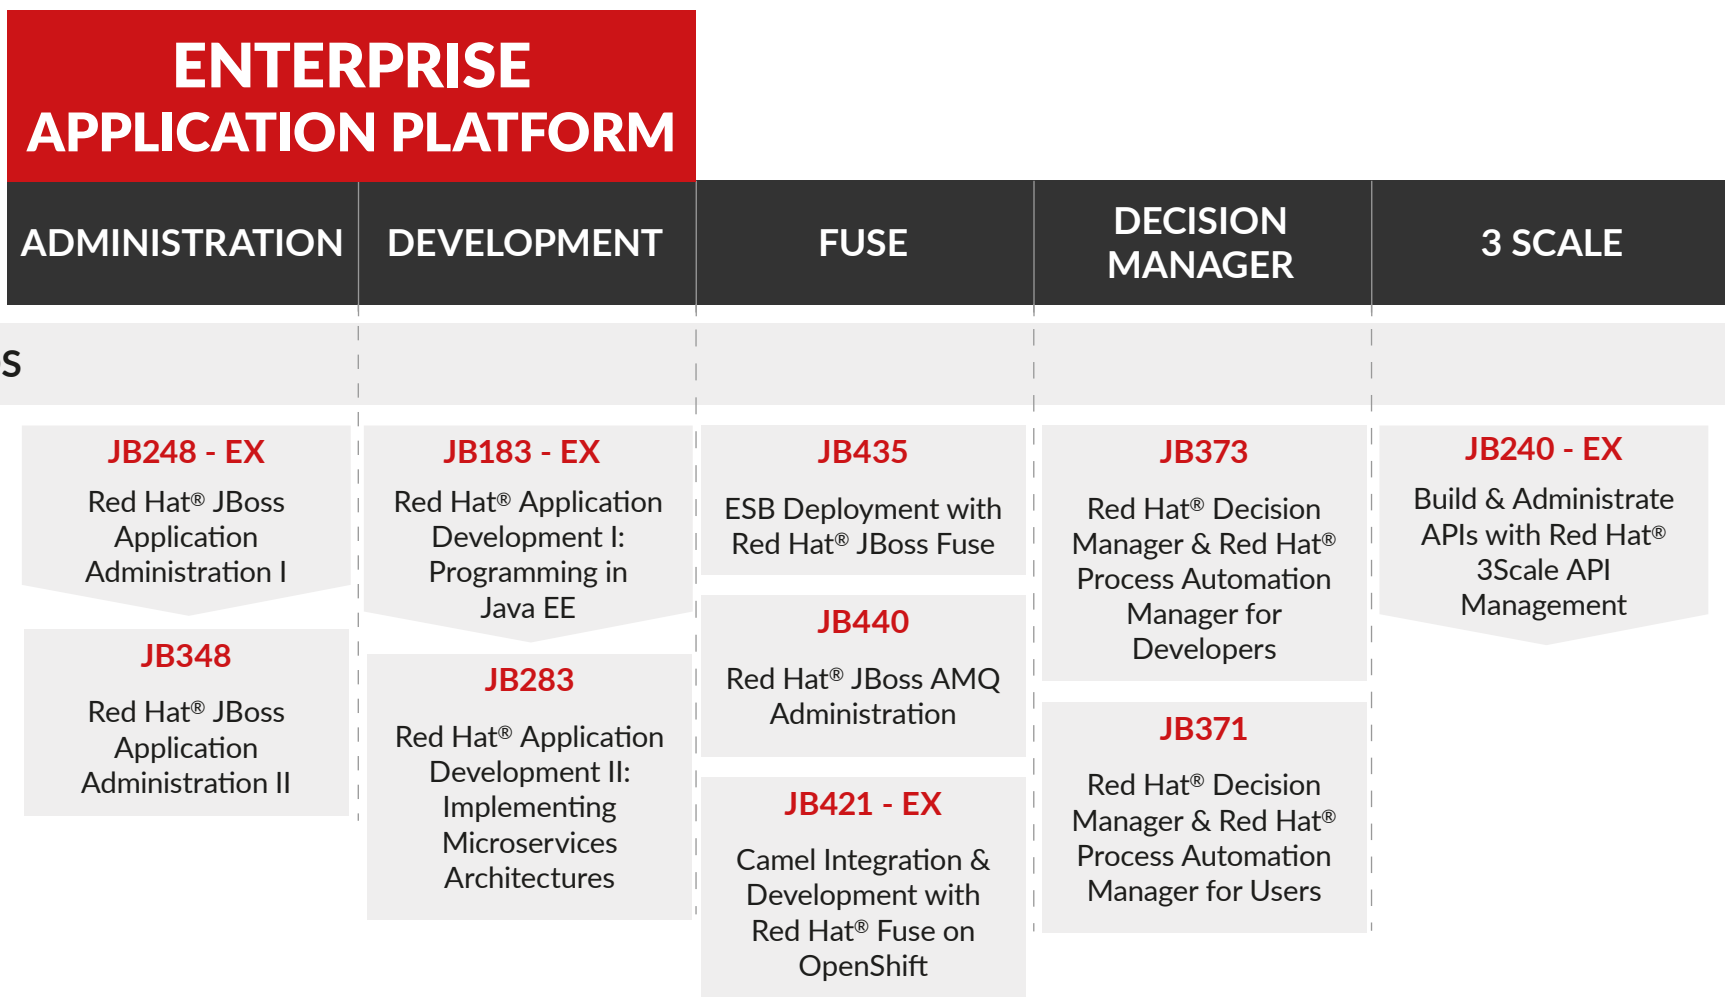 ENTERPRISE
APPLICATION PLATFORM
ADMINISTRATION
DEVELOPMENT
FUSE
DECISION
MANAGER
3 SCALE
S
JB248 - EX
Red Hat® JBoss
Application
Administration I
JB348
Red Hat® JBoss
Application
Administration II
JB183 - EX
Red Hat® Application
Development I:
Programming in
Java EE
JB283
Red Hat® Application
Development II:
Implementing
Microservices
Architectures
JB435
ESB Deployment with
Red Hat® JBoss Fuse
JB440
Red Hat® JBoss AMQ
Administration
JB421 - EX
Camel Integration &
Development with
Red Hat® Fuse on
OpenShift
JB373
Red Hat® Decision
Manager & Red Hat®
Process Automation
Manager for
Developers
JB371
Red Hat® Decision
Manager & Red Hat®
Process Automation
Manager for Users
JB240 - EX
Build & Administrate
APIs with Red Hat®
3Scale API
Management